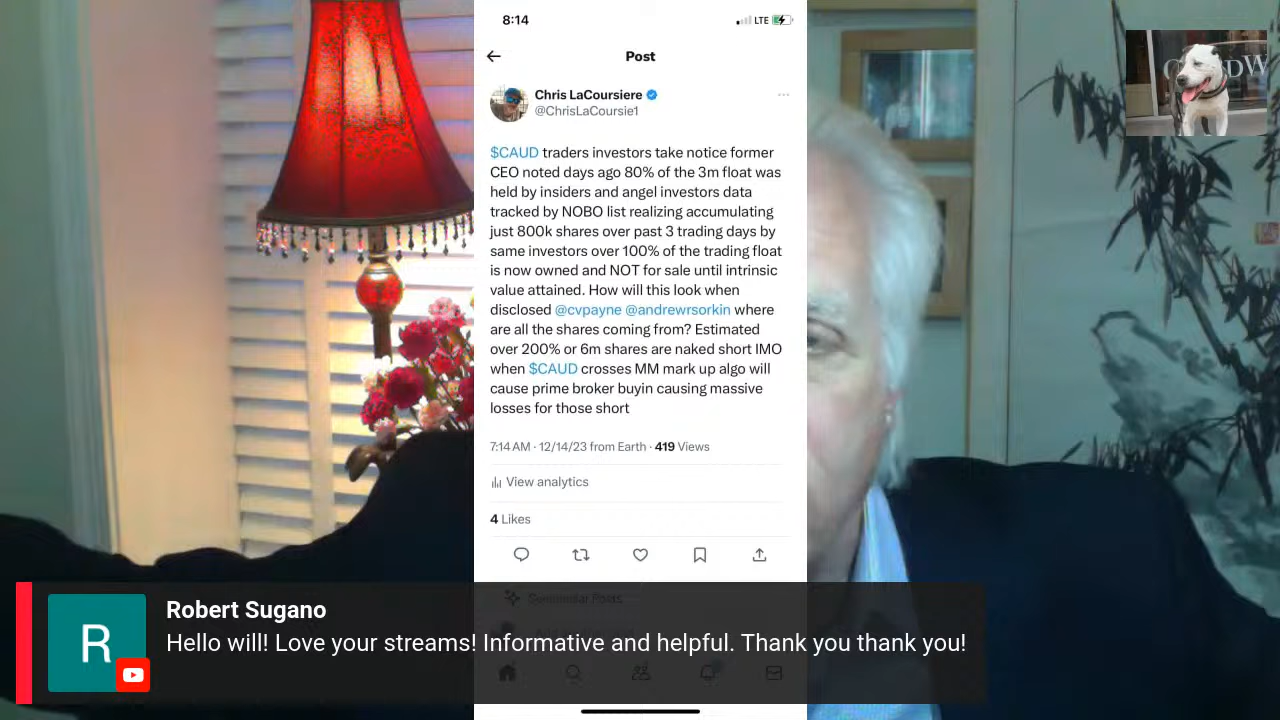 8:14
LTE
Post
Chris LaCoursiere
@ChrisLaCoursie1
$CAUD traders investors take notice former
CEO noted days ago 80% of the 3m float was
held by insiders and angel investors data
tracked by NOBO list realizing accumulating
just 800k shares over past 3 trading days by
same investors over 100% of the trading float
is now owned and NOT for sale until intrinsic
value attained. How will this look when
disclosed @cvpayne @andrewrsorkin where
are all the shares coming from? Estimated
over 200% or 6m shares are naked short IMO
when $CAUD crosses MM mark up algo will
cause prime broker buyin causing massive
losses for those short
7:14 AM · 12/14/23 from Earth · 419 Views
View analytics
4 Likes
R
Robert Sugano
Hello will! Love your streams! Informative and helpful. Thank you thank you!